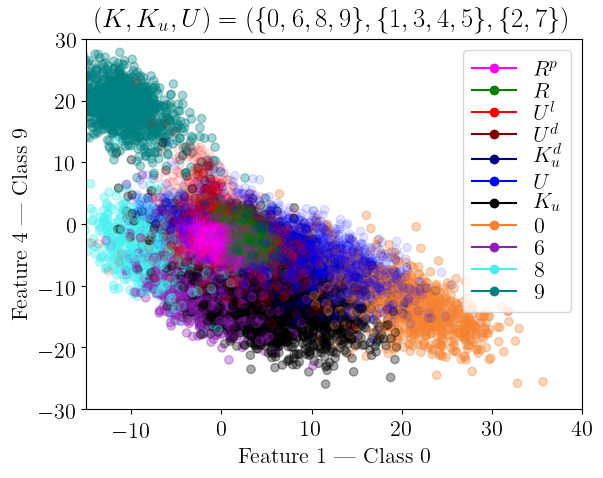 (K, K_u, U) = ({0, 6, 8, 9}, {1, 3, 4, 5}, {2, 7})
30
20
10
0
−10
−20
−30
Feature 4 — Class 9
R^p
R
U^l
U^d
K_u^d
U
K_u
0
6
8
9
−10
0
10
20
30
40
Feature 1 — Class 0